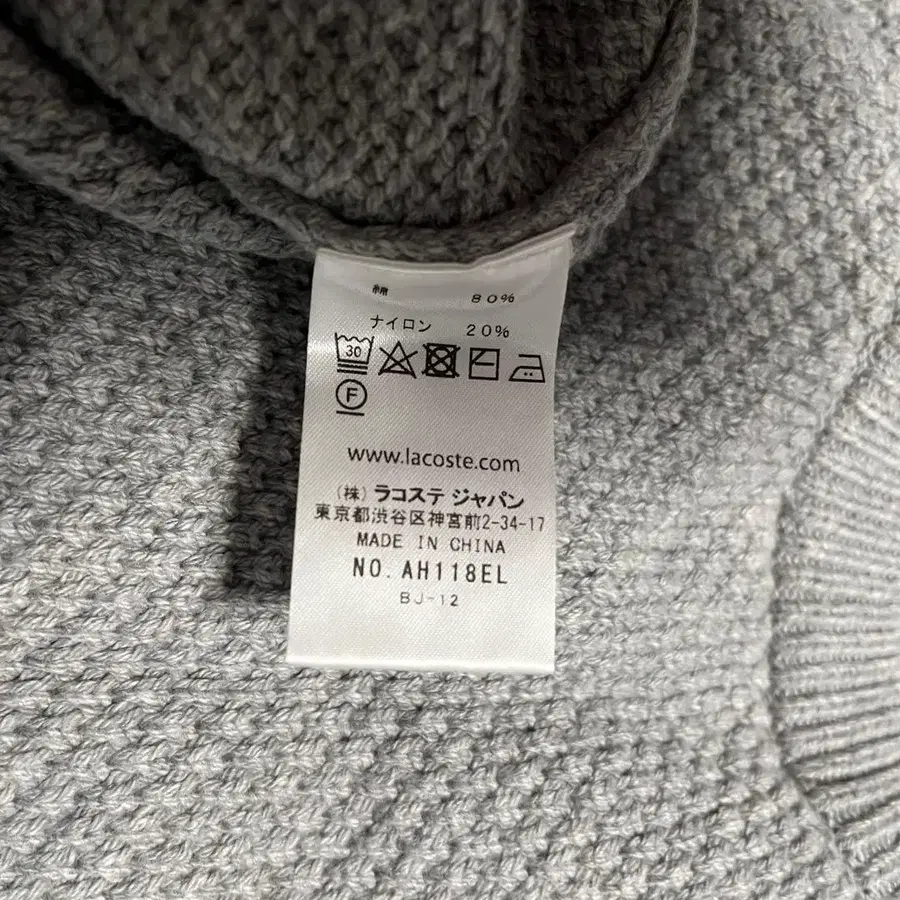 綿 80%
ナイロン 20%
30
F
www.lacoste.com
(株) ラコステ ジャパン
東京都渋谷区神宮前2-34-17
MADE IN CHINA
NO. AH118EL
BJ-12